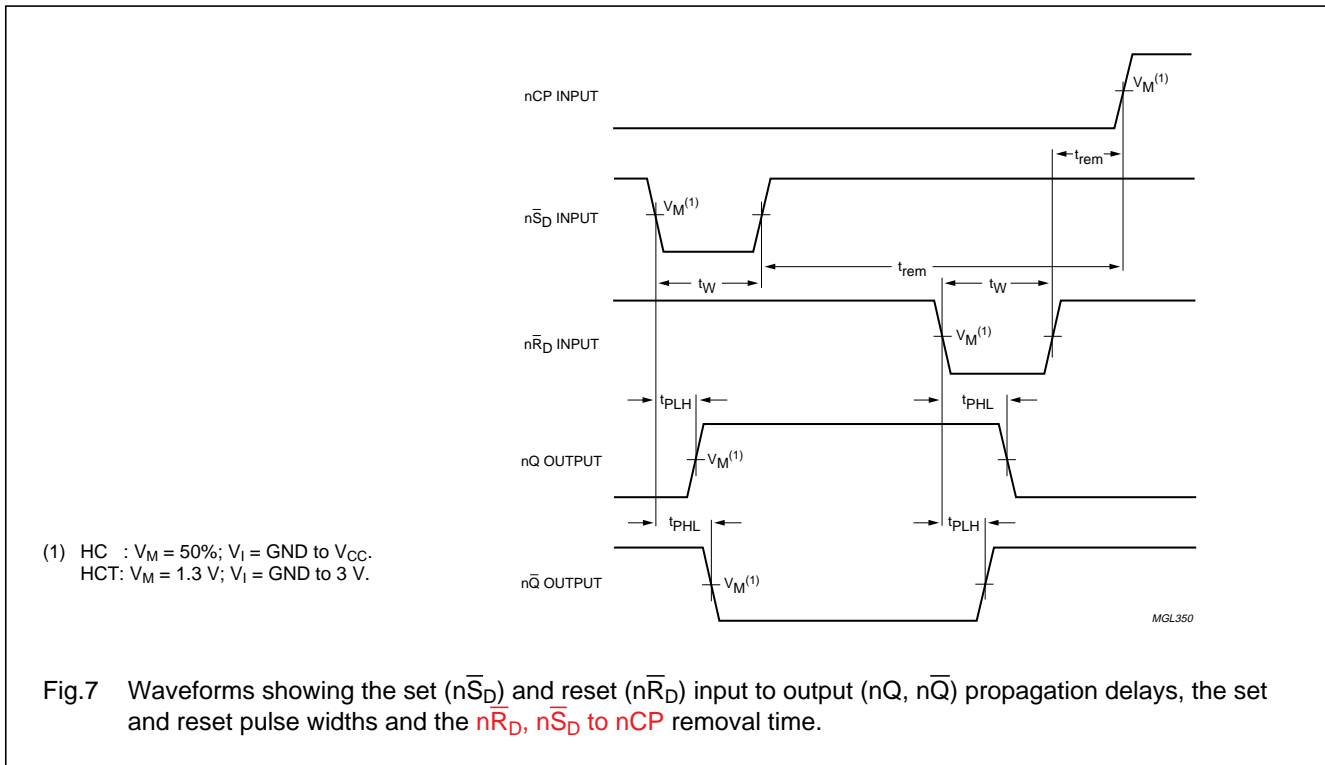 nCP INPUT
V_M^(1)
t_rem
nS̅_D INPUT
V_M^(1)
t_rem
t_W
t_W
nR̅_D INPUT
V_M^(1)
t_PLH
t_PHL
nQ OUTPUT
V_M^(1)
t_PHL
t_PLH
(1) HC : V_M = 50%; V_I = GND to V_CC.
HCT: V_M = 1.3 V; V_I = GND to 3 V.
nQ̅ OUTPUT
V_M^(1)
MGL350
Fig.7 Waveforms showing the set (nS̅_D) and reset (nR̅_D) input to output (nQ, nQ̅) propagation delays, the set
and reset pulse widths and the nR̅_D, nS̅_D to nCP removal time.